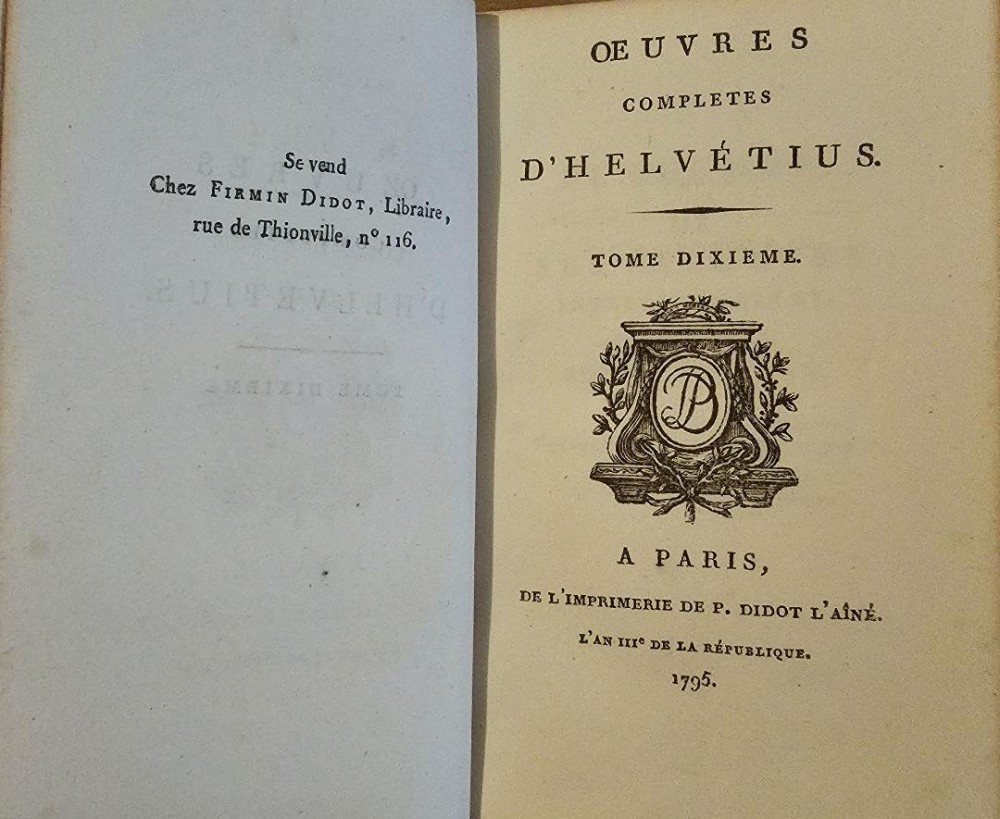 Se vend
Chez FIRMIN DIDOT, Libraire,
rue de Thionville, nº 116.
ŒUVRES
COMPLETES
D'HELVÉTIUS.
TOME DIXIEME.
A PARIS,
DE L'IMPRIMERIE DE P. DIDOT L'AÎNÉ.
L'AN IIIe DE LA RÉPUBLIQUE.
1795.